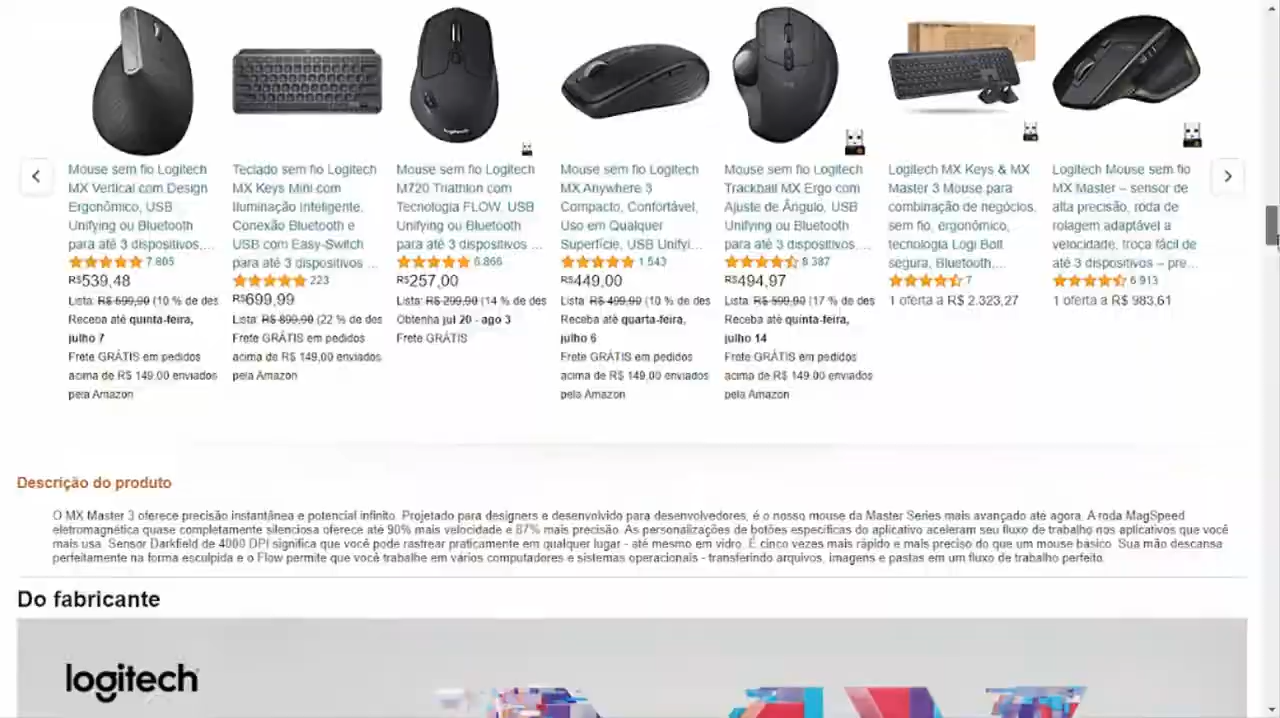 logitech
Mouse sem fio Logitech
MX Vertical com Design
Ergonômico, USB
Unifying ou Bluetooth
para até 3 dispositivos,...
7.805
R$539,48
Lista: R$ 599,90 (10 % de des
Receba até quinta-feira,
julho 7
Frete GRÁTIS em pedidos
acima de R$ 149,00 enviados
pela Amazon
Teclado sem fio Logitech
MX Keys Mini com
Iluminação Inteligente,
Conexão Bluetooth e
USB com Easy-Switch
para até 3 dispositivos ...
223
R$699,99
Lista: R$ 899,90 (22 % de des
Frete GRÁTIS em pedidos
acima de R$ 149,00 enviados
pela Amazon
Mouse sem fio Logitech
M720 Triathlon com
Tecnologia FLOW, USB
Unifying ou Bluetooth
para até 3 dispositivos ...
6.866
R$257,00
Lista: R$ 299,90 (14 % de des
Obtenha jul 20 - ago 3
Frete GRÁTIS
Mouse sem fio Logitech
MX Anywhere 3
Compacto, Confortável,
Uso em Qualquer
Superfície, USB Unifyi...
1.543
R$449,00
Lista: R$ 499,90 (10 % de des
Receba até quarta-feira,
julho 6
Frete GRÁTIS em pedidos
acima de R$ 149,00 enviados
pela Amazon
Mouse sem fio Logitech
Trackball MX Ergo com
Ajuste de Ângulo, USB
Unifying ou Bluetooth
para até 3 dispositivos ...
8.387
R$494,97
Lista: R$ 599,90 (17 % de des
Receba até quinta-feira,
julho 14
Frete GRÁTIS em pedidos
acima de R$ 149,00 enviados
pela Amazon
Logitech MX Keys & MX
Master 3 Mouse para
combinação de negócios,
sem fio, ergonômico,
tecnologia Logi Bolt
segura, Bluetooth,...
7
1 oferta a R$ 2.323,27
Logitech Mouse sem fio
MX Master – sensor de
alta precisão, roda de
rolagem adaptável a
velocidade, troca fácil de
até 3 dispositivos – pre...
6.913
1 oferta a R$ 983,61
Descrição do produto
O MX Master 3 oferece precisão instantânea e potencial infinito. Projetado para designers e desenvolvido para desenvolvedores, é o nosso mouse da Master Series mais avançado até agora. A roda MagSpeed
eletromagnética quase completamente silenciosa oferece até 90% mais velocidade e 87% mais precisão. As personalizações de botões específicas do aplicativo aceleram seu fluxo de trabalho nos aplicativos que você
mais usa. Sensor Darkfield de 4000 DPI significa que você pode rastrear praticamente em qualquer lugar - até mesmo em vidro. É cinco vezes mais rápido e mais preciso do que um mouse básico. Sua mão descansa
perfeitamente na forma esculpida e o Flow permite que você trabalhe em vários computadores e sistemas operacionais - transferindo arquivos, imagens e pastas em um fluxo de trabalho perfeito.
Do fabricante
logitech